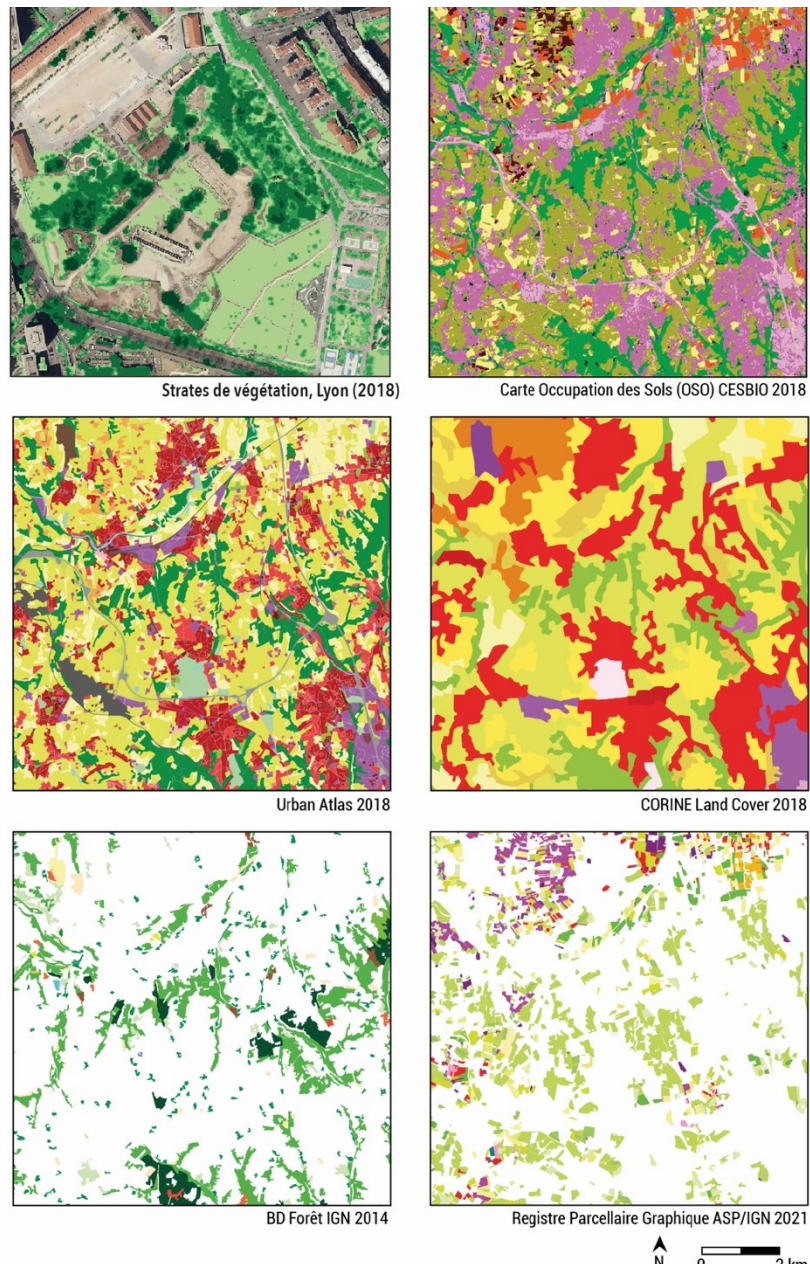 Strates de végétation, Lyon (2018)
Carte Occupation des Sols (OSO) CESBIO 2018
Urban Atlas 2018
CORINE Land Cover 2018
BD Forêt IGN 2014
Registre Parcellaire Graphique ASP/IGN 2021
N
0 2 km